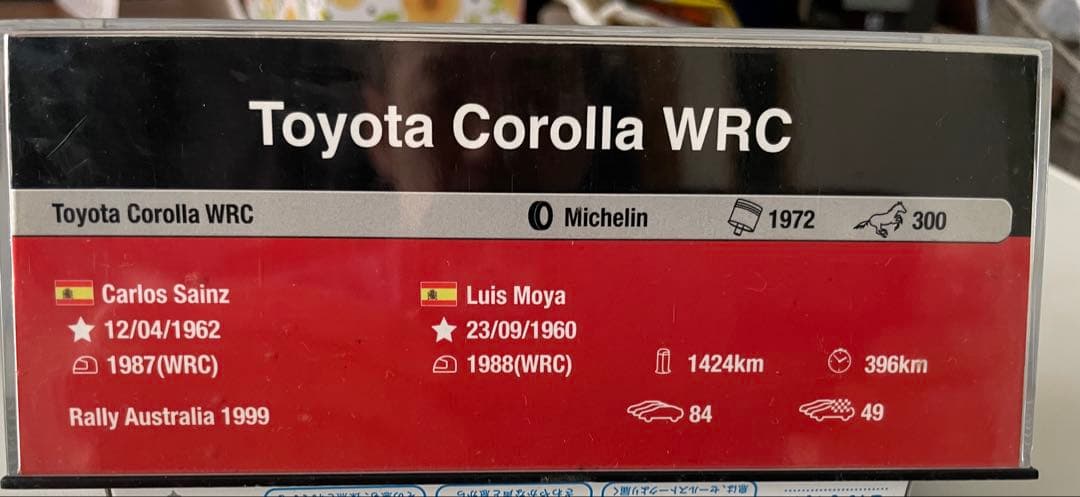 Toyota Corolla WRC
Toyota Corolla WRC Michelin 1972 300
Carlos Sainz Luis Moya
12/04/1962 23/09/1960
1987(WRC) 1988(WRC) 1424km 396km
Rally Australia 1999 84 49